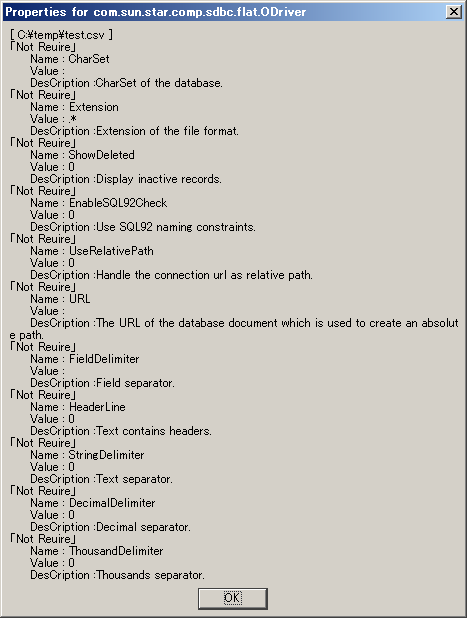 Properties for com.sun.star.comp.sdbc.flat.ODriver
[ C:¥temp¥test.csv ]
「Not Reuire」
Name : CharSet
Value :
DesCription :CharSet of the database.
「Not Reuire」
Name : Extension
Value : .*
DesCription :Extension of the file format.
「Not Reuire」
Name : ShowDeleted
Value : 0
DesCription :Display inactive records.
「Not Reuire」
Name : EnableSQL92Check
Value : 0
DesCription :Use SQL92 naming constraints.
「Not Reuire」
Name : UseRelativePath
Value : 0
DesCription :Handle the connection url as relative path.
「Not Reuire」
Name : URL
Value :
DesCription :The URL of the database document which is used to create an absolut
e path.
「Not Reuire」
Name : FieldDelimiter
Value :
DesCription :Field separator.
「Not Reuire」
Name : HeaderLine
Value : 0
DesCription :Text contains headers.
「Not Reuire」
Name : StringDelimiter
Value : 0
DesCription :Text separator.
「Not Reuire」
Name : DecimalDelimiter
Value : 0
DesCription :Decimal separator.
「Not Reuire」
Name : ThousandDelimiter
Value : 0
DesCription :Thousands separator.
OK